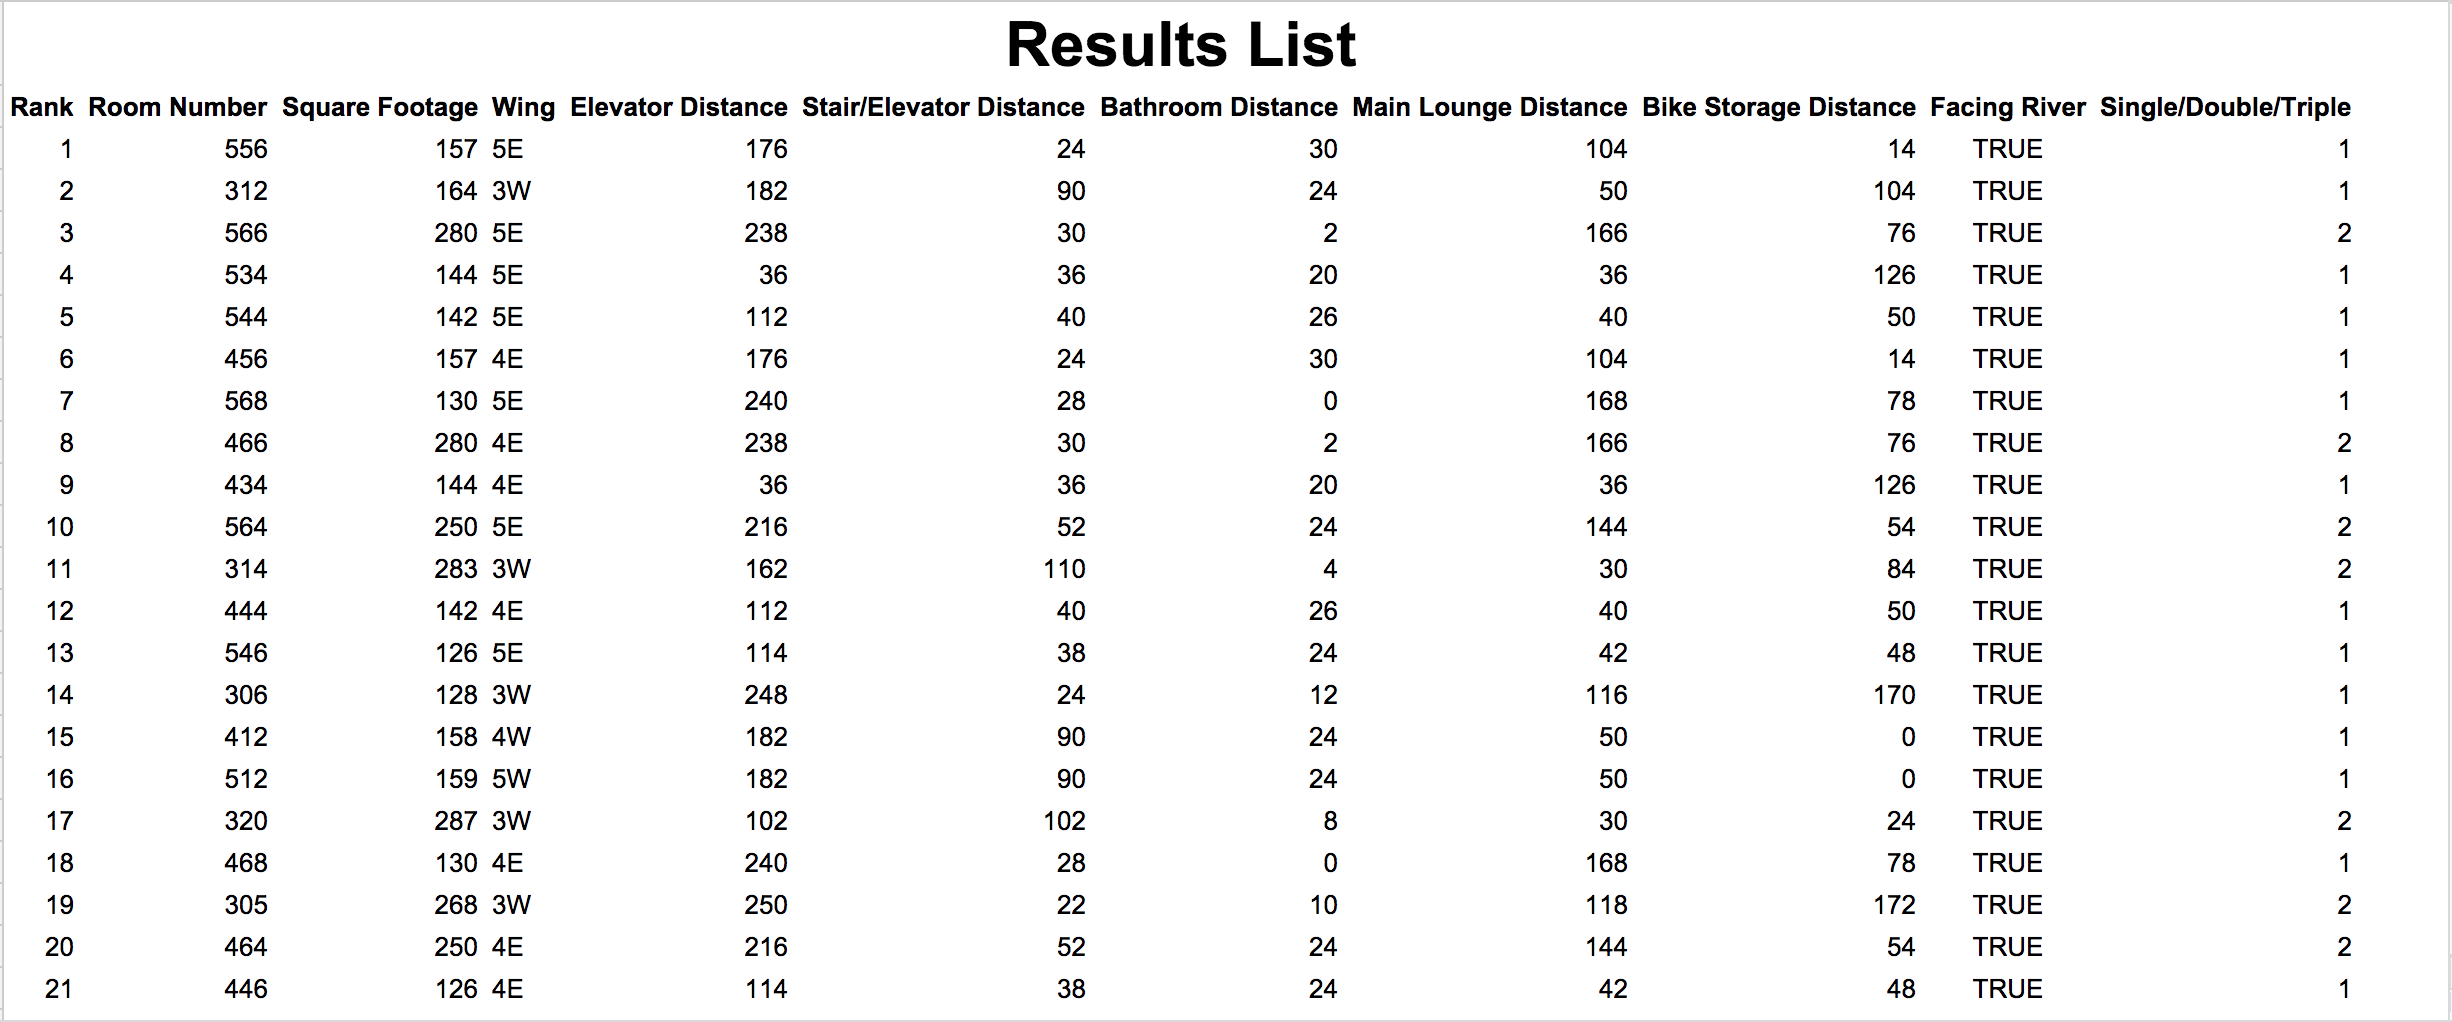 Results List
Rank Room Number Square Footage Wing Elevator Distance Stair/Elevator Distance Bathroom Distance Main Lounge Distance Bike Storage Distance Facing River Single/Double/Triple
1 556 157 5E 176 24 30 104 14 TRUE 1
2 312 164 3W 182 90 24 50 104 TRUE 1
3 566 280 5E 238 30 2 166 76 TRUE 2
4 534 144 5E 36 36 20 36 126 TRUE 1
5 544 142 5E 112 40 26 40 50 TRUE 1
6 456 157 4E 176 24 30 104 14 TRUE 1
7 568 130 5E 240 28 0 168 78 TRUE 1
8 466 280 4E 238 30 2 166 76 TRUE 2
9 434 144 4E 36 36 20 36 126 TRUE 1
10 564 250 5E 216 52 24 144 54 TRUE 2
11 314 283 3W 162 110 4 30 84 TRUE 2
12 444 142 4E 112 40 26 40 50 TRUE 1
13 546 126 5E 114 38 24 42 48 TRUE 1
14 306 128 3W 248 24 12 116 170 TRUE 1
15 412 158 4W 182 90 24 50 0 TRUE 1
16 512 159 5W 182 90 24 50 0 TRUE 1
17 320 287 3W 102 102 8 30 24 TRUE 2
18 468 130 4E 240 28 0 168 78 TRUE 1
19 305 268 3W 250 22 10 118 172 TRUE 2
20 464 250 4E 216 52 24 144 54 TRUE 2
21 446 126 4E 114 38 24 42 48 TRUE 1